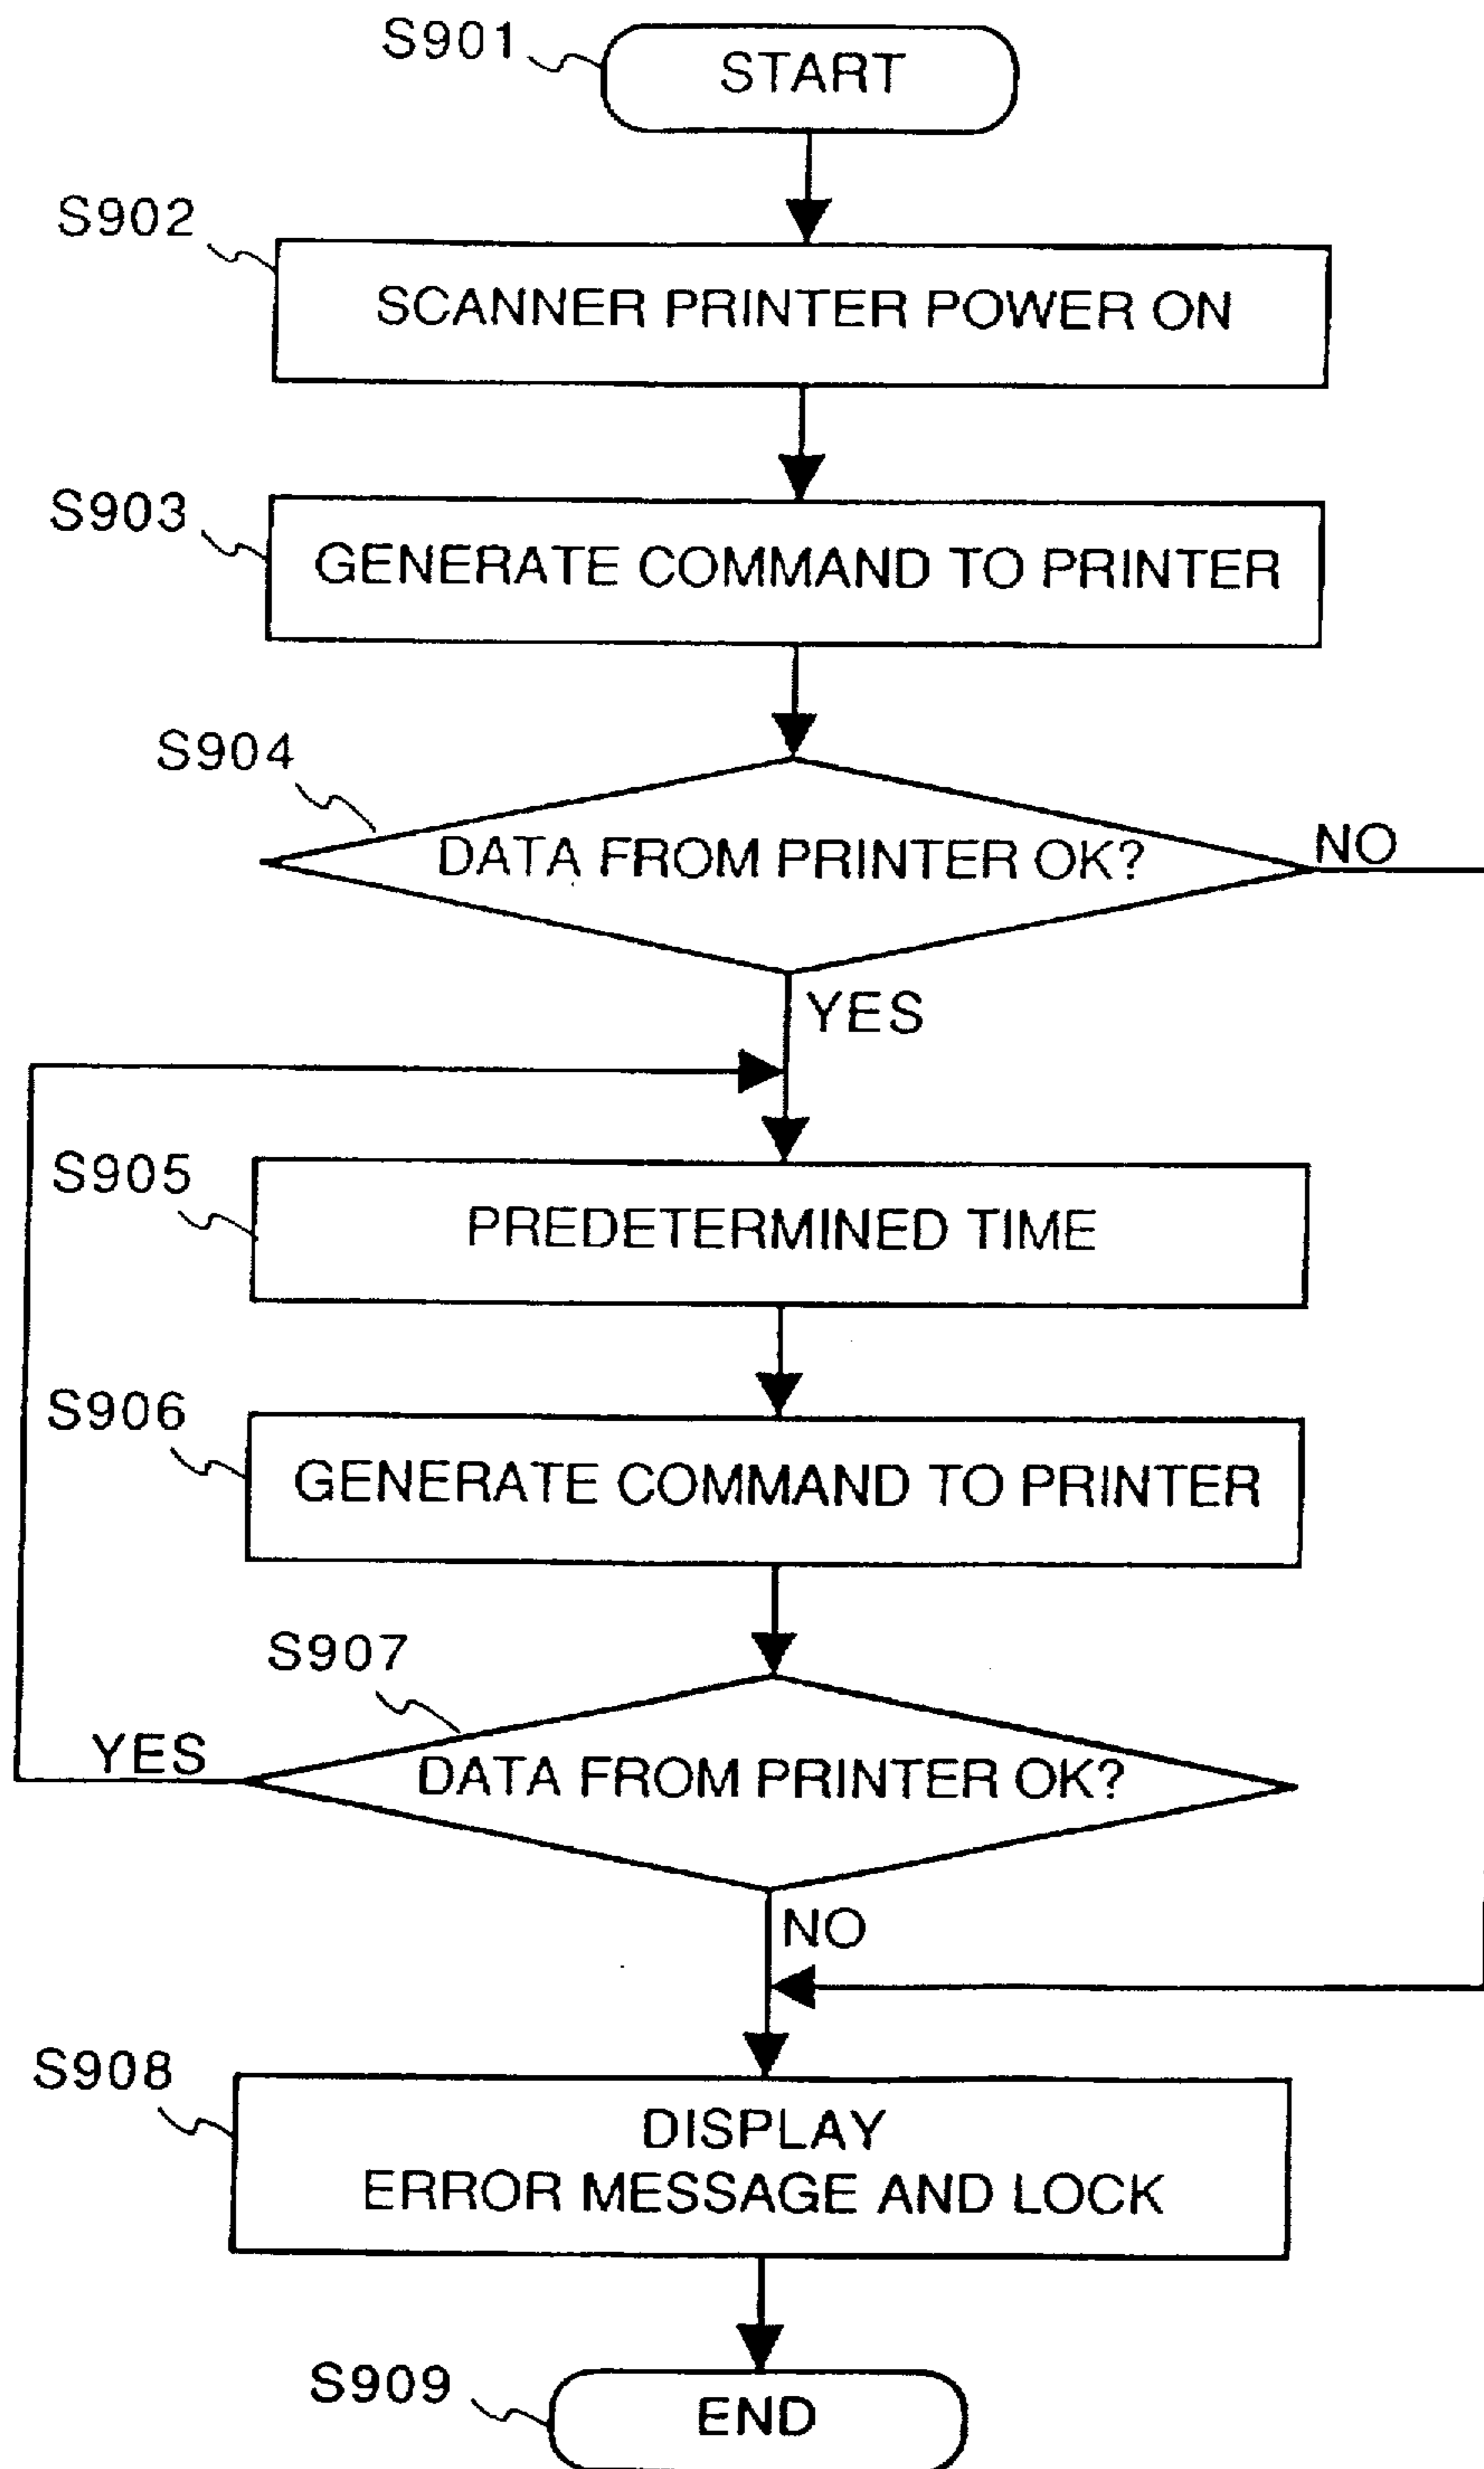 S901
START
S902
SCANNER PRINTER POWER ON
S903
GENERATE COMMAND TO PRINTER
S904
DATA FROM PRINTER OK?
NO
YES
S905
PREDETERMINED TIME
S906
GENERATE COMMAND TO PRINTER
S907
YES
DATA FROM PRINTER OK?
NO
S908
DISPLAY
ERROR MESSAGE AND LOCK
S909
END